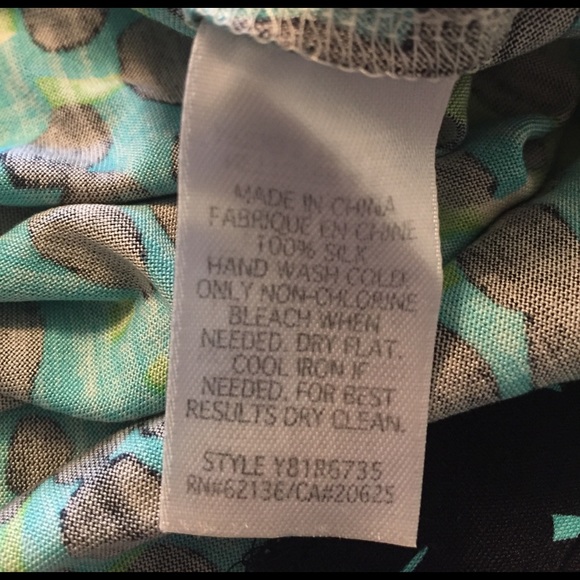 MADE IN CHINA
FABRIQUE EN CHINE
100% SILK
HAND WASH COLD.
ONLY NON-CHLORINE
BLEACH WHEN
NEEDED. DRY FLAT.
COOL IRON IF
NEEDED. FOR BEST
RESULTS DRY CLEAN.
STYLE Y81R6735
RN#62136/CA#20625